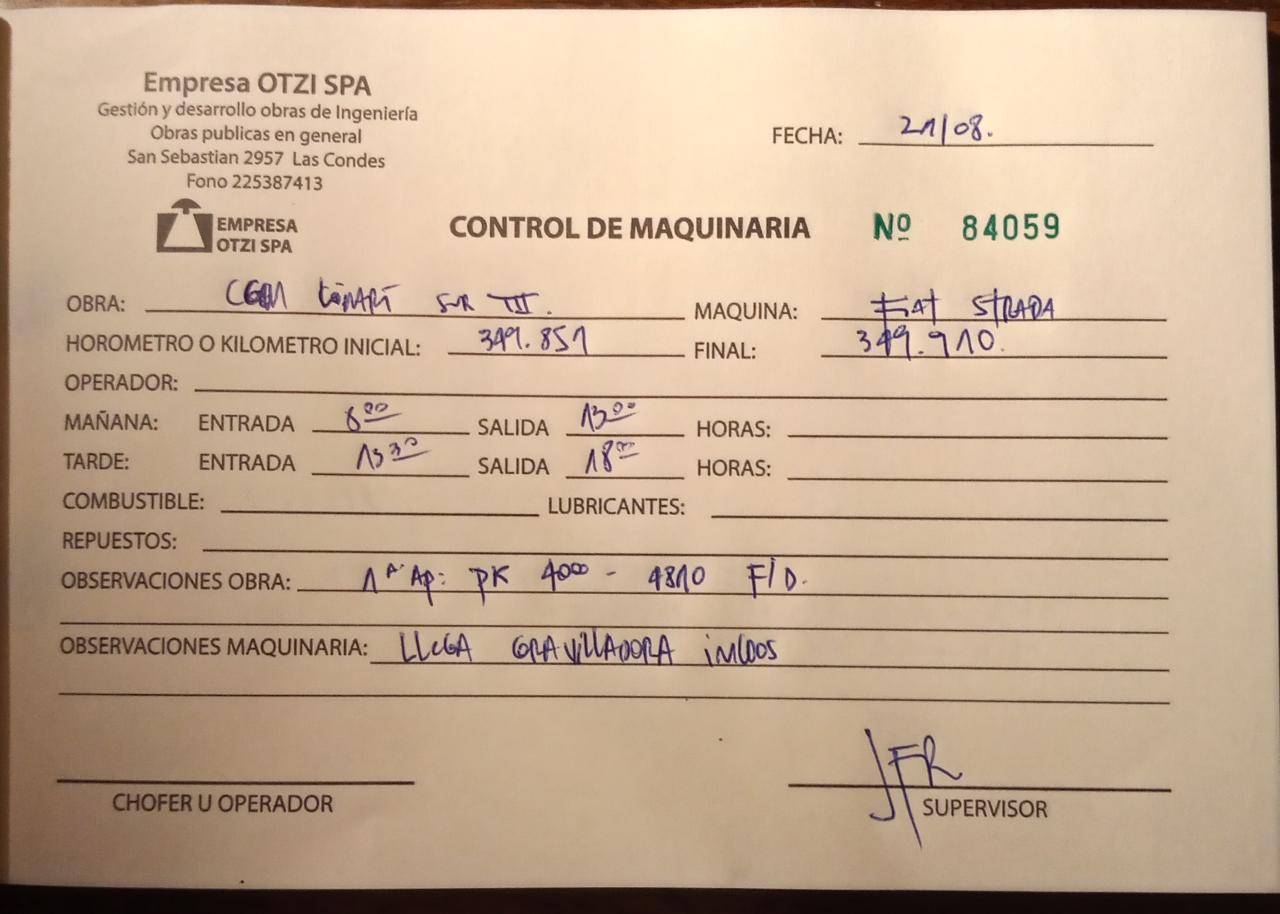 Empresa OTZI SPA
Gestión y desarrollo obras de Ingeniería
Obras publicas en general
San Sebastian 2957 Las Condes
Fono 225387413
FECHA: 21/08.
EMPRESA
OTZI SPA
CONTROL DE MAQUINARIA Nº 84059
OBRA: SUR III. MAQUINA: FIAT STRADA
HOROMETRO O KILOMETRO INICIAL: 349.851 FINAL: 349.910.
OPERADOR:
MAÑANA: ENTRADA 8:00 SALIDA 13:00 HORAS:
TARDE: ENTRADA 13:30 SALIDA 18:00 HORAS:
COMBUSTIBLE: LUBRICANTES:
REPUESTOS:
OBSERVACIONES OBRA: 1ª Ap: PK 4000 - 4810 F/D.
OBSERVACIONES MAQUINARIA: LLEGA GRAVILLADORA
JFR
CHOFER U OPERADOR SUPERVISOR